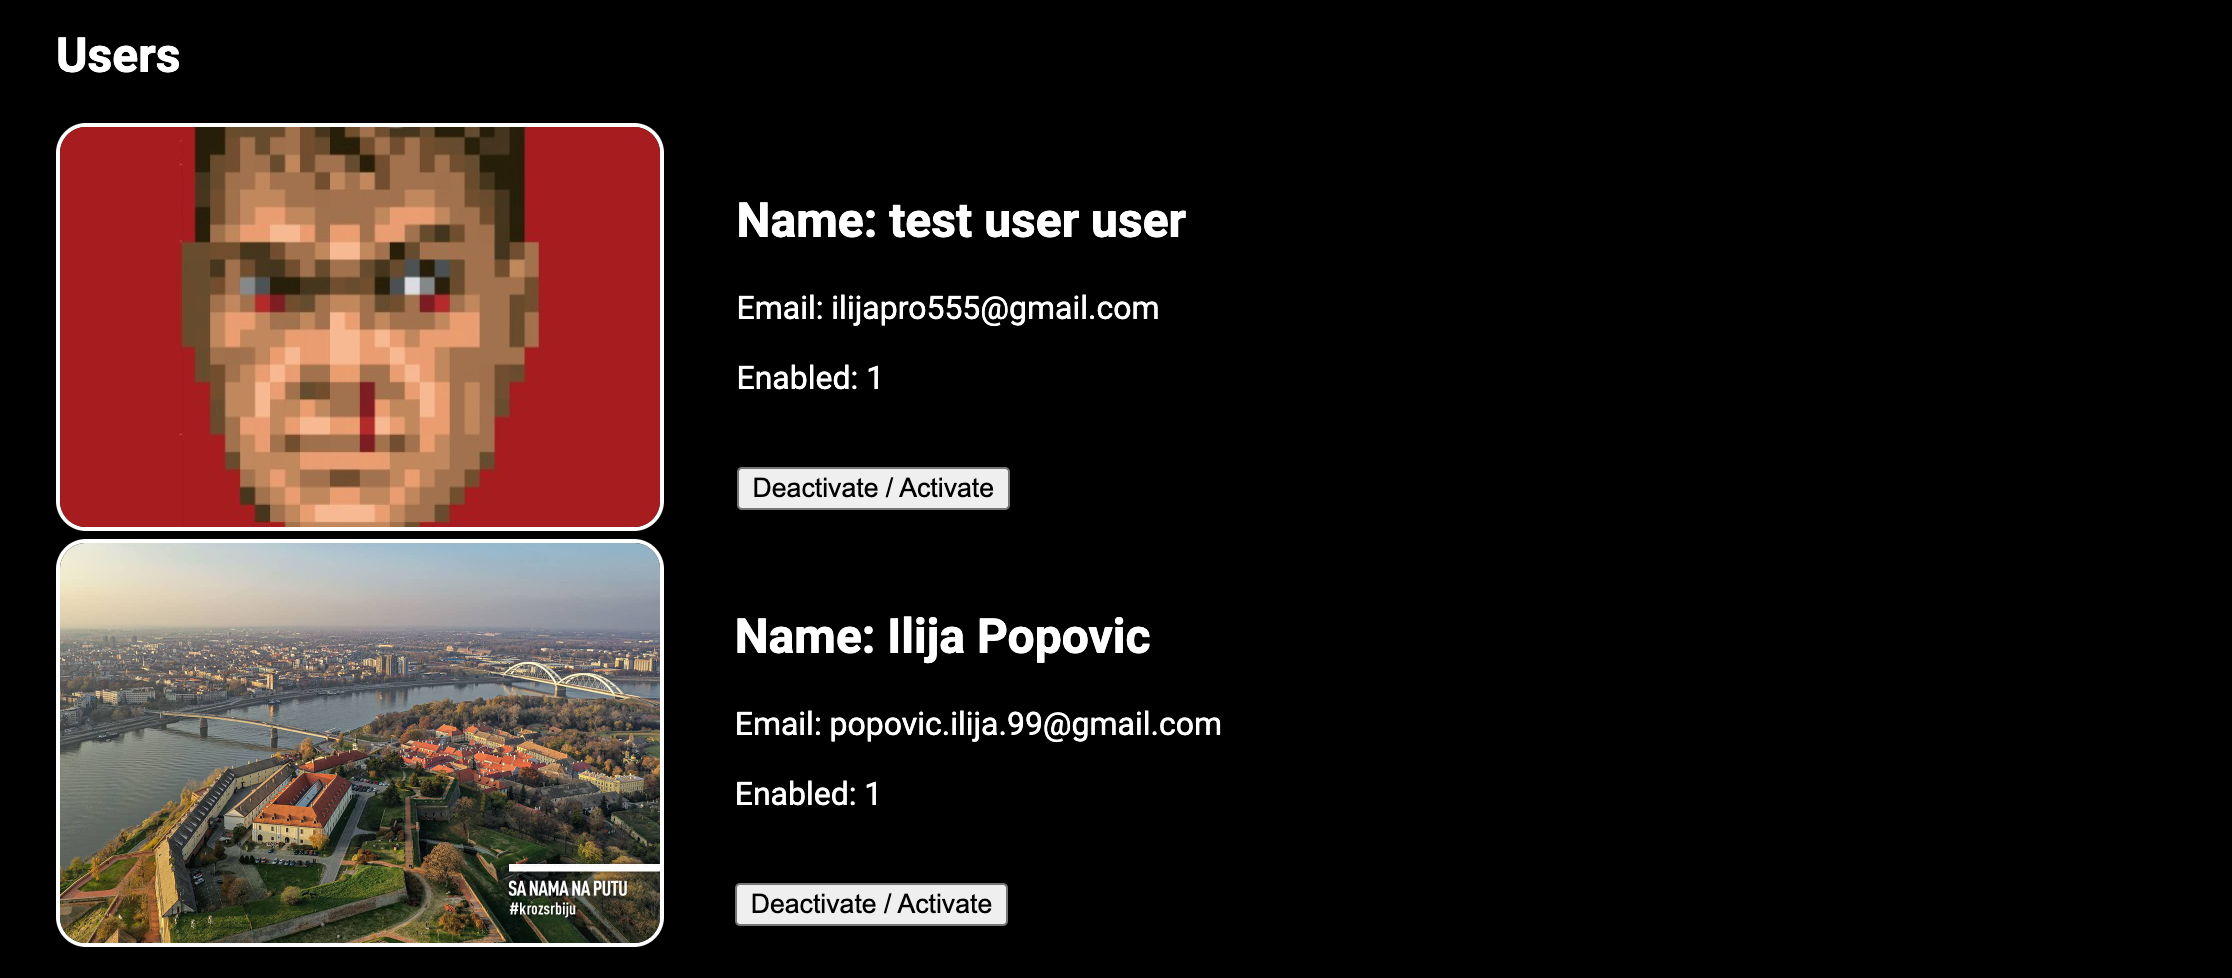 Users
Name: test user user
Email: ilijapro555@gmail.com
Enabled: 1
Deactivate / Activate
SA NAMA NA PUTU
#krozsrbiju
Name: Ilija Popovic
Email: popovic.ilija.99@gmail.com
Enabled: 1
Deactivate / Activate